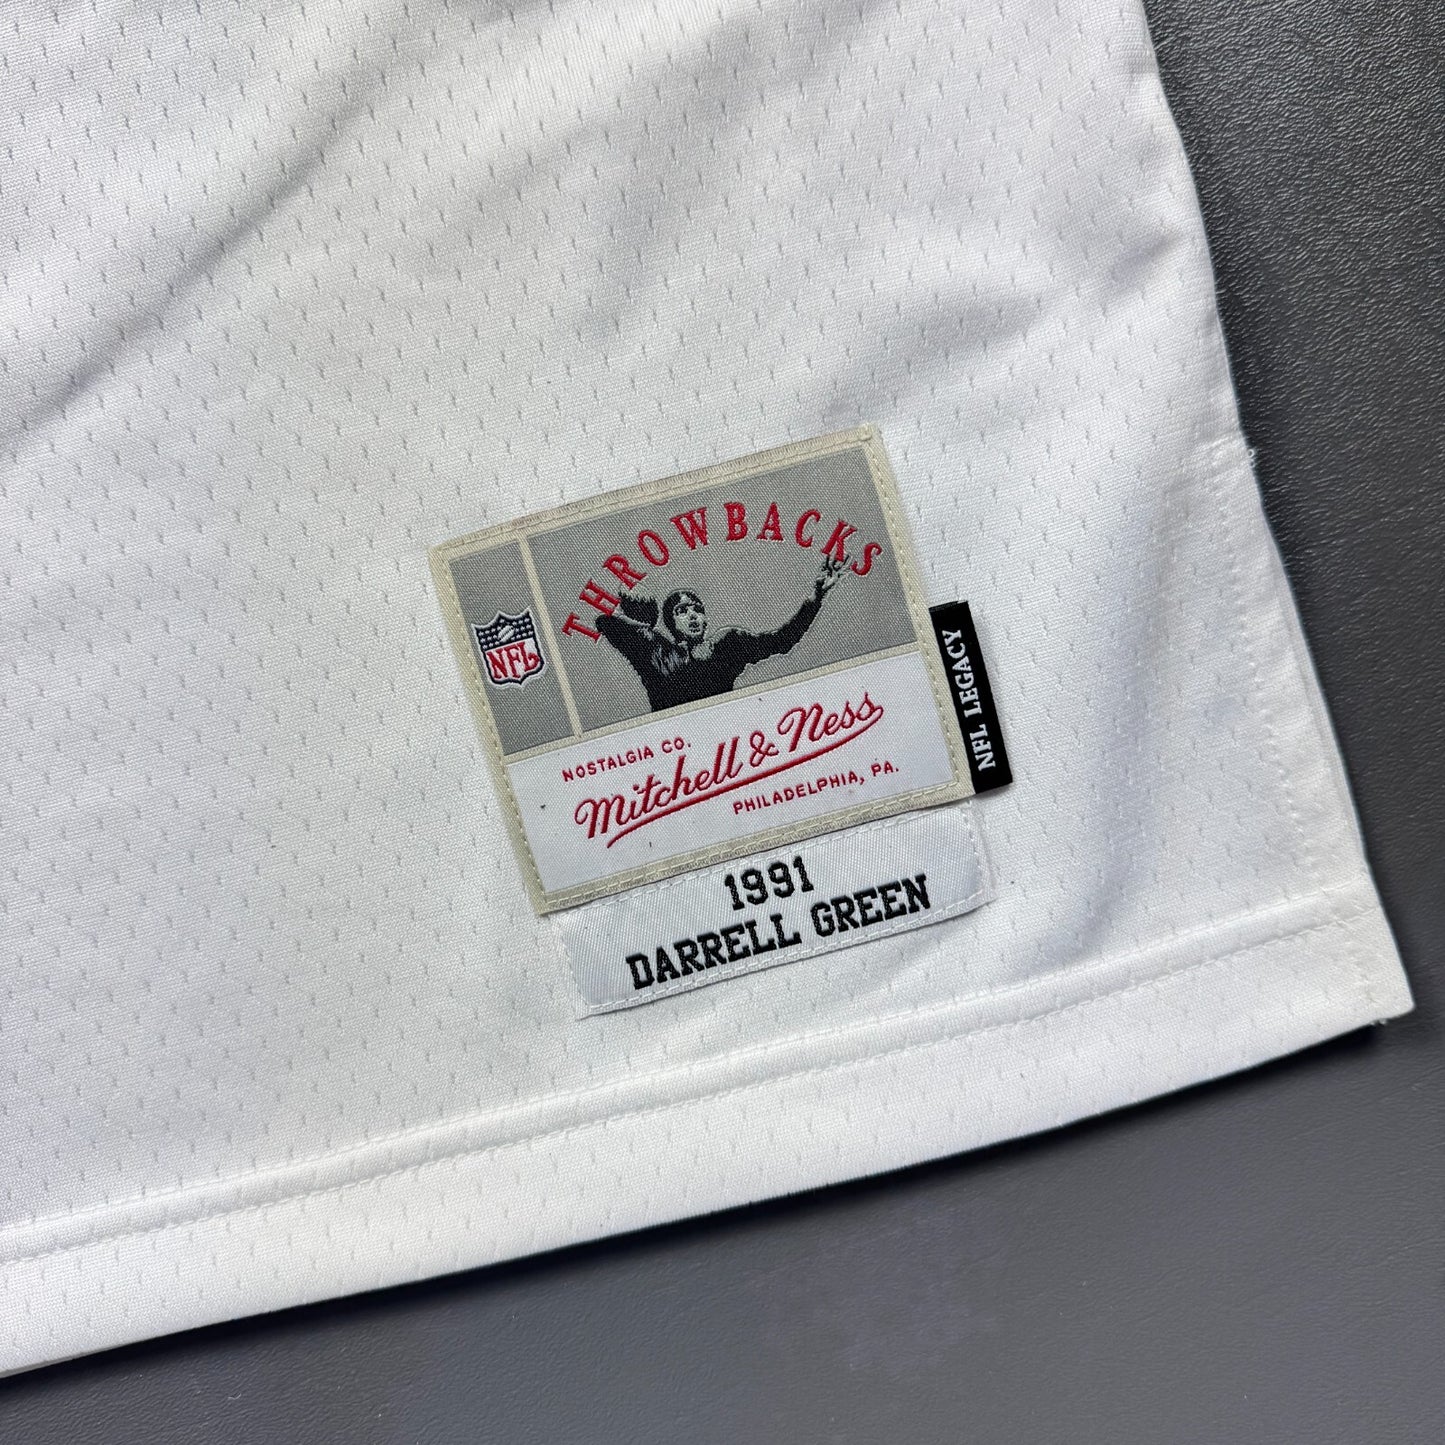 THROWBACKS
NFL
NOSTALGIA CO.
Mitchell & Ness
PHILADELPHIA, PA.
NFL LEGACY
1991
DARRELL GREEN